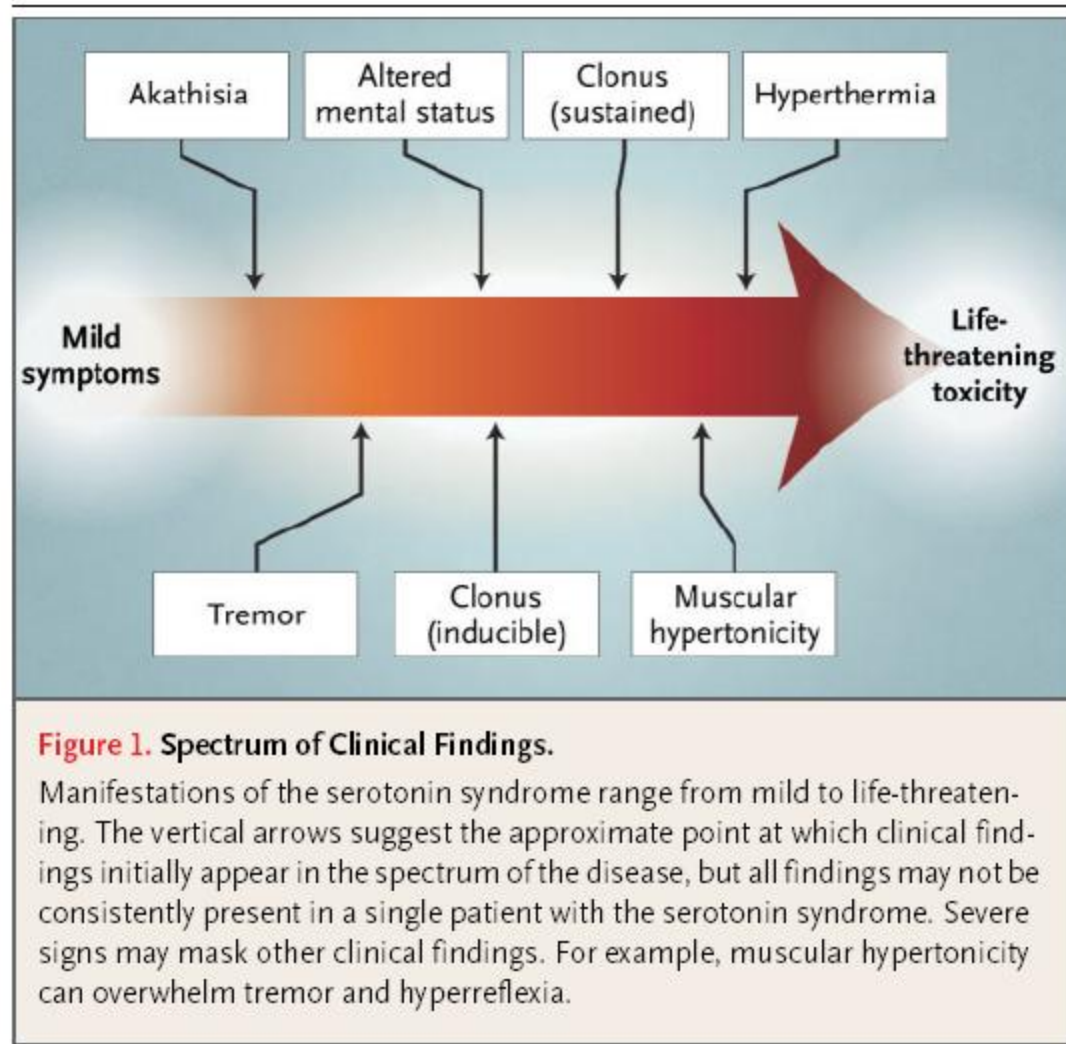 Akathisia
Altered
mental status
Clonus
(sustained)
Hyperthermia
Mild
symptoms
Life-
threatening
toxicity
Tremor
Clonus
(inducible)
Muscular
hypertonicity
Figure 1. Spectrum of Clinical Findings.
Manifestations of the serotonin syndrome range from mild to life-threaten-
ing. The vertical arrows suggest the approximate point at which clinical find-
ings initially appear in the spectrum of the disease, but all findings may not be
consistently present in a single patient with the serotonin syndrome. Severe
signs may mask other clinical findings. For example, muscular hypertonicity
can overwhelm tremor and hyperreflexia.